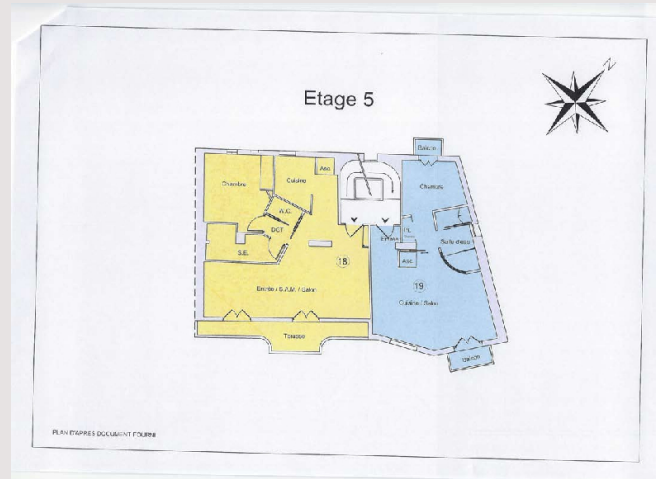 Etage 5
N
Balcon
Asc
Chambre
Cuisine
Chambre
W.C.
DGT
PL
Entrée
S.E.
Salle d'eau
18
Asc
19
Entrée / S.A.M. / Salon
Cuisine / Salon
Terrasse
Balcon
PLAN D'APRES DOCUMENT FOURNI